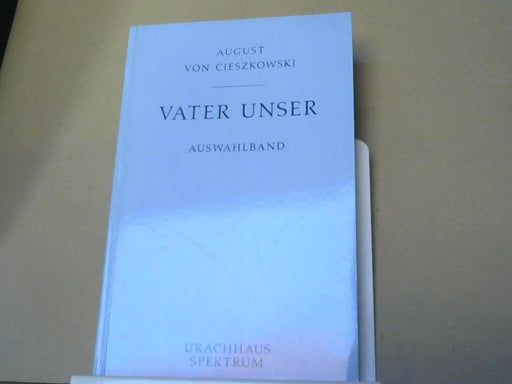 AUGUST
VON CIESZKOWSKI
VATER UNSER
AUSWAHLBAND
URACHHAUS
SPEKTRUM